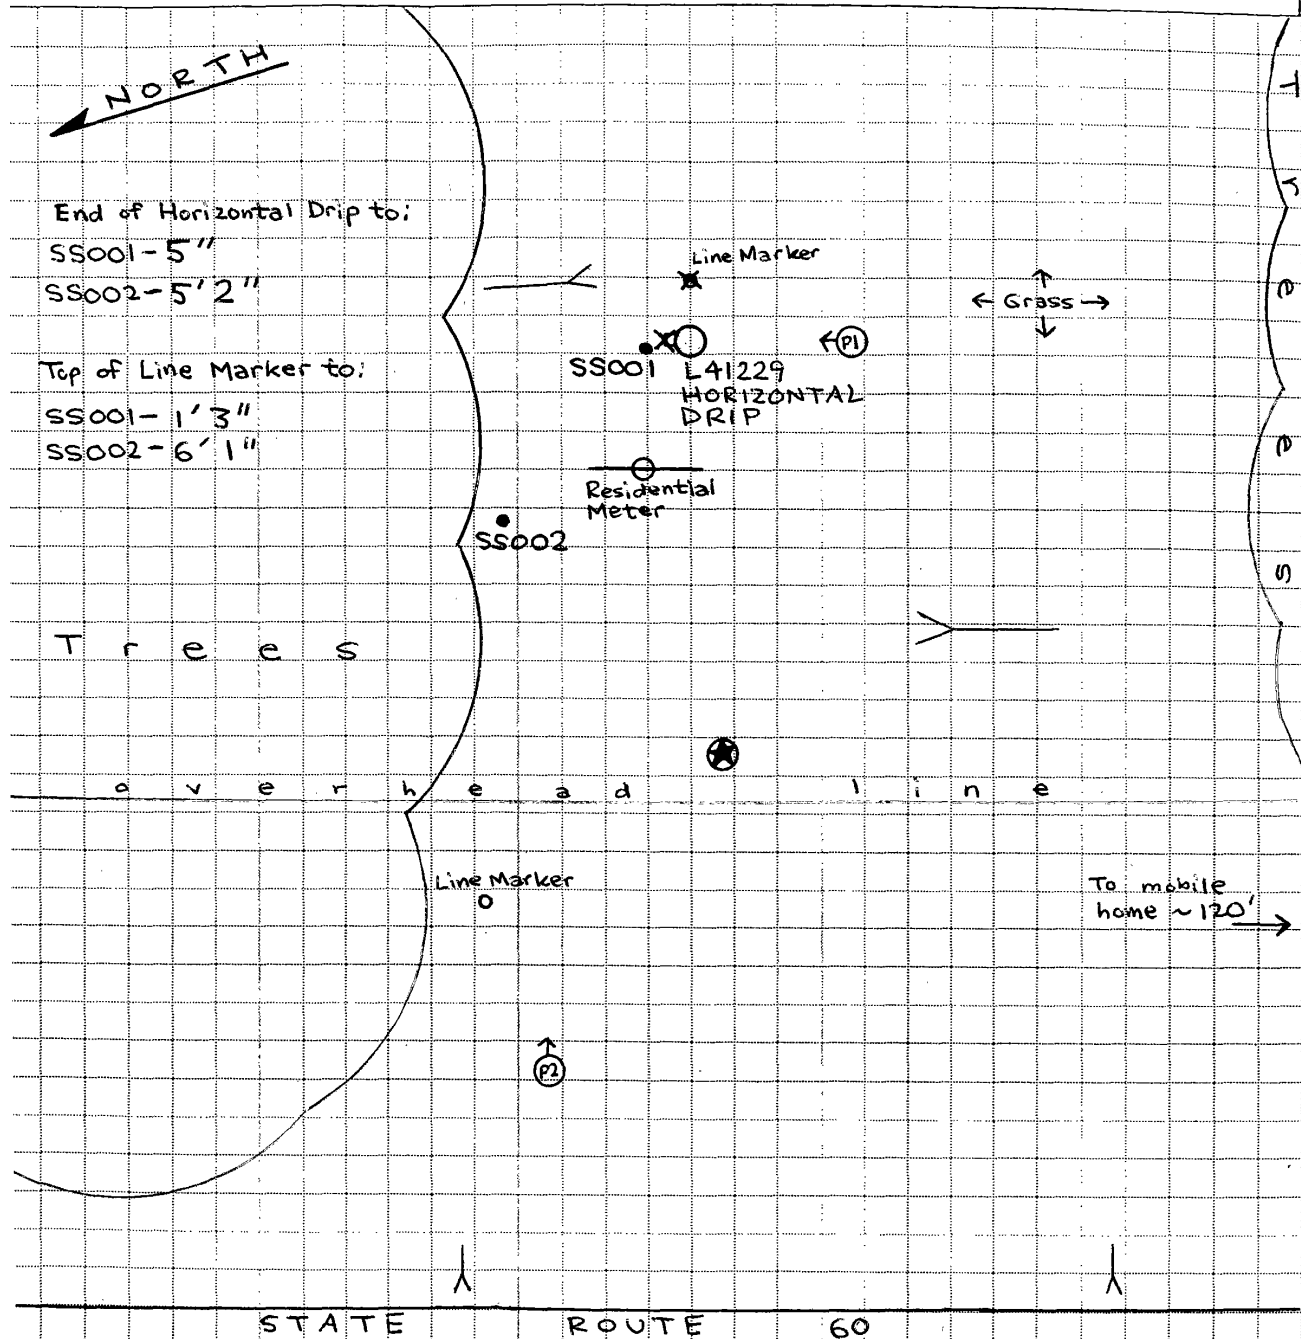 NORTH
End of Horizontal Drip to:
SS001-5"
SS002-5'2"
Top of Line Marker to:
SS001-1'3"
SS002-6'1"
Line Marker
← Grass →
P1
SS001
L41229
HORIZONTAL
DRIP
Residential
Meter
SS002
Trees
Trees
overhead line
Line Marker
To mobile
home ~120'
P2
STATE ROUTE 60